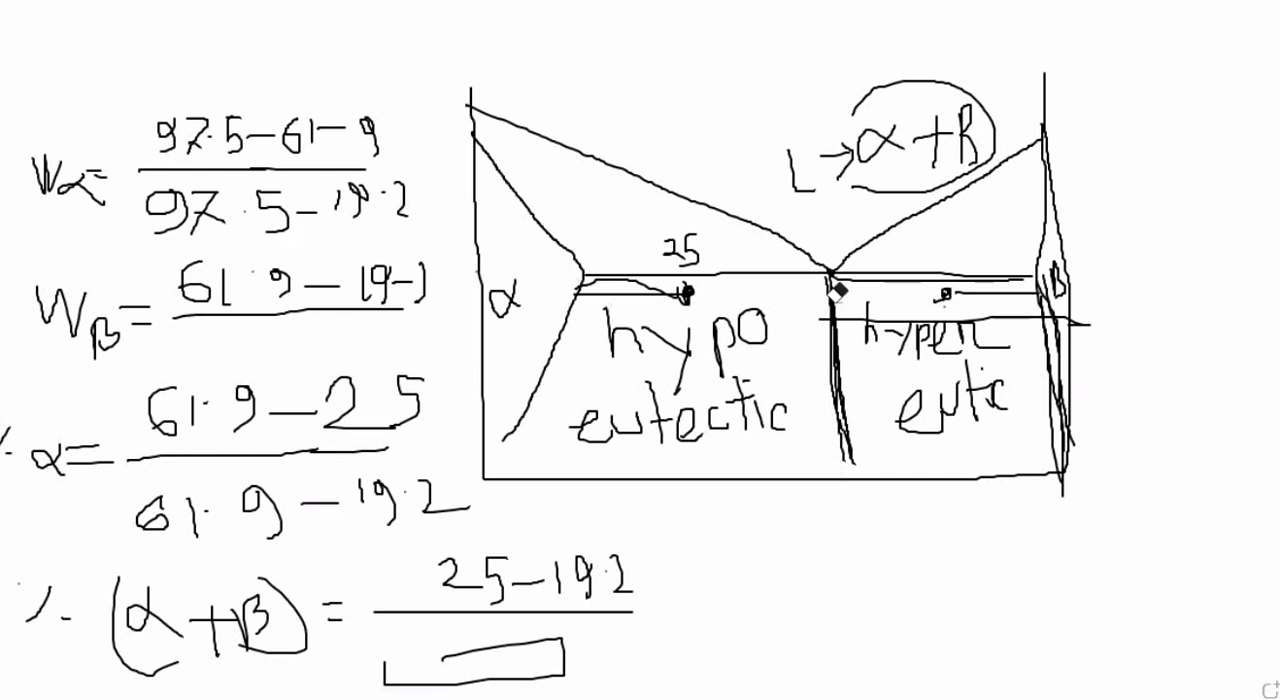 Wα= 97.5-61-9
97.5-19.2
Wβ= 61.9-19-2
α= 61.9-25
61.9-19.2
(α+β) = 25-19.2
L→α+β
25
α
β
hypo
eutectic
hyper
eutic